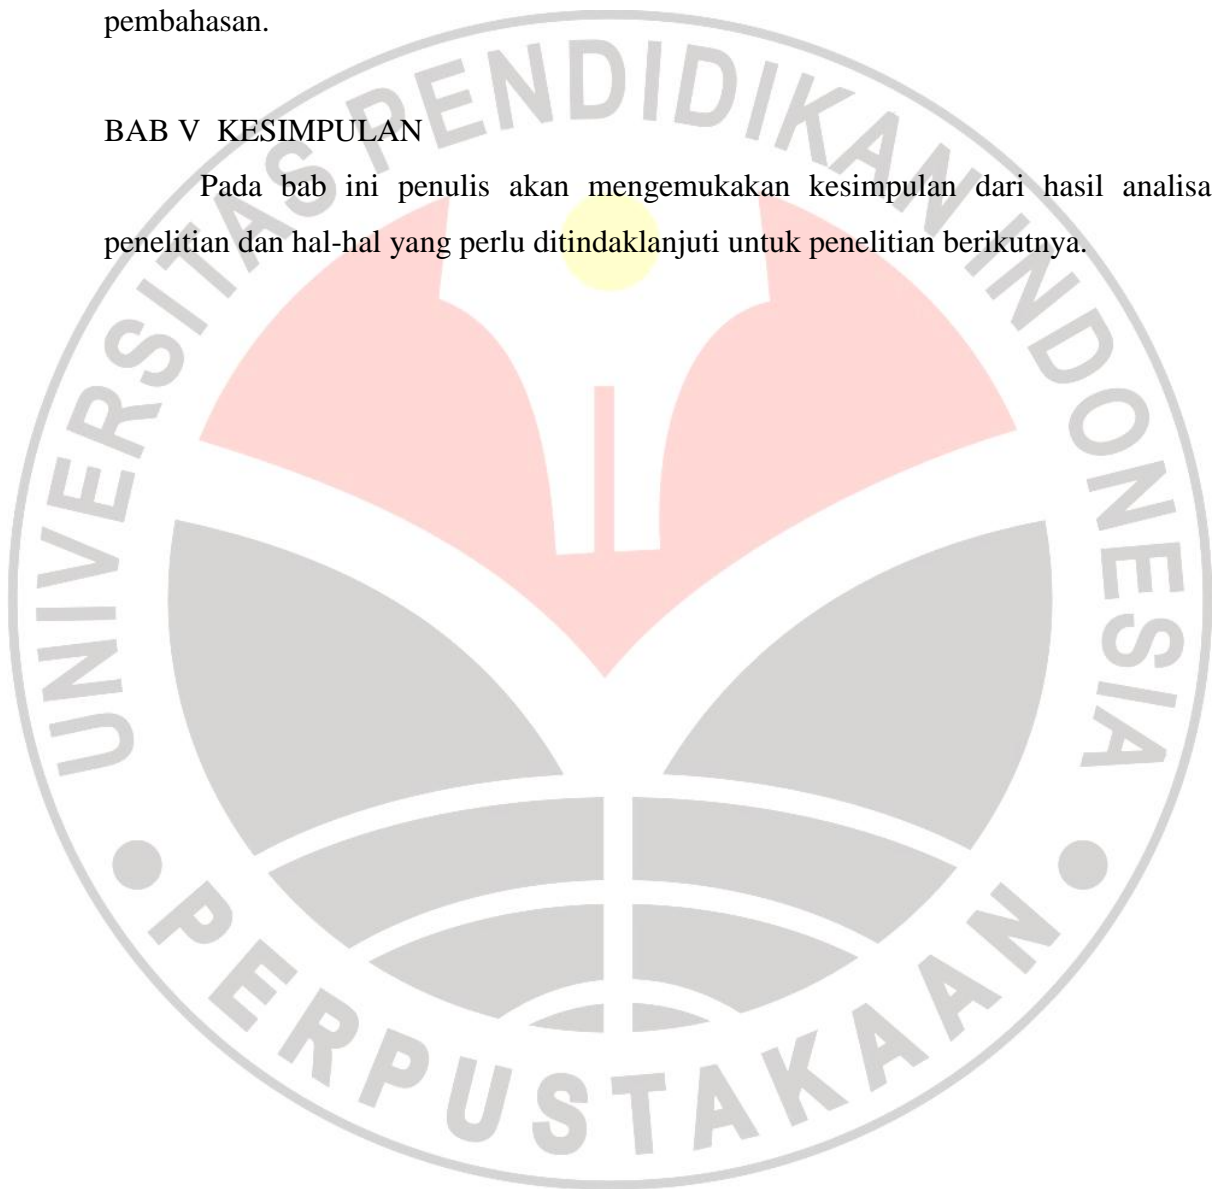 pembahasan.
BAB V KESIMPULAN
Pada bab ini penulis akan mengemukakan kesimpulan dari hasil analisa
penelitian dan hal-hal yang perlu ditindaklanjuti untuk penelitian berikutnya.
UNIVERSITAS PENDIDIKAN INDONESIA
PERPUSTAKAAN